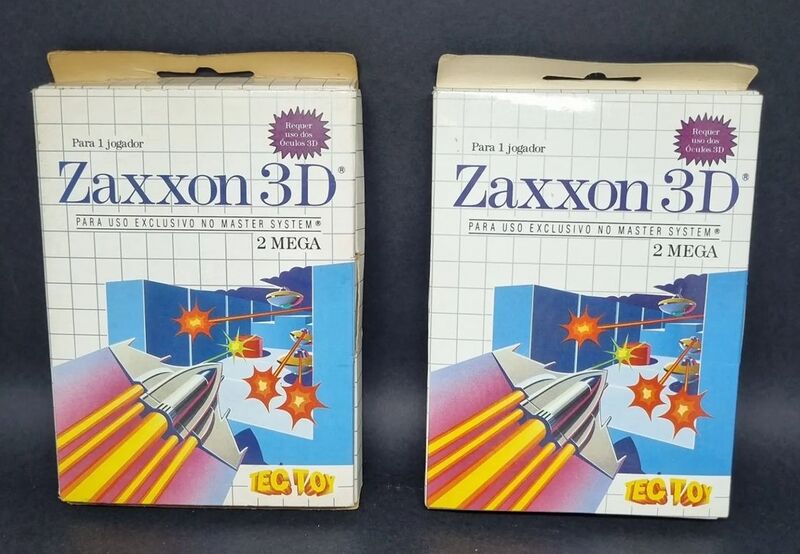 Requer
uso dos
Óculos 3D
Para 1 jogador
Zaxxon 3D®
PARA USO EXCLUSIVO NO MASTER SYSTEM®
2 MEGA
TEC TOY
Requer
uso dos
Óculos 3D
Para 1 jogador
Zaxxon 3D®
PARA USO EXCLUSIVO NO MASTER SYSTEM®
2 MEGA
TEC TOY